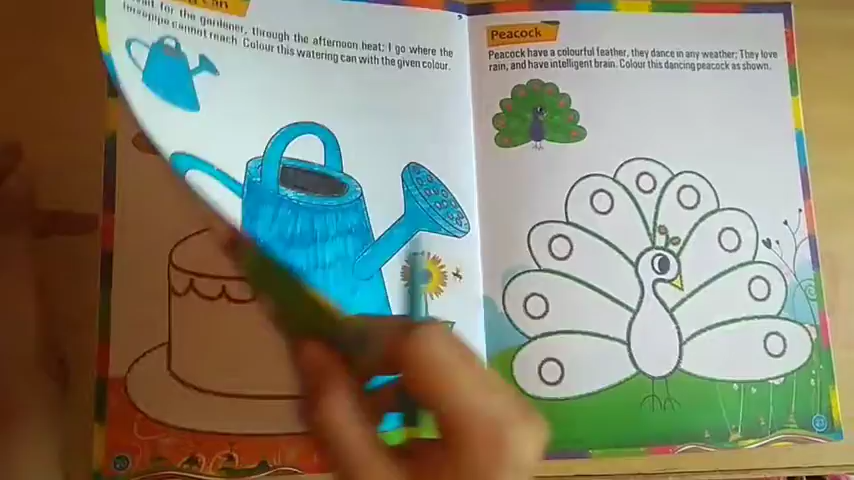 wait for the gardener, through the afternoon heat; I go where the
hosepipe cannot reach Colour this watering can with the given colour.
Peacock
Peacock have a colourful feather, they dance in any weather; They love
rain, and have intelligent brain. Colour this dancing peacock as shown.